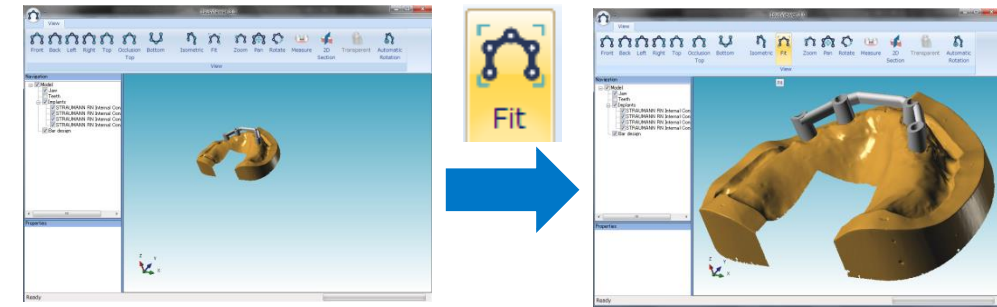 View
Front Back Left Right Top Occlusion Top Bottom Isometric Fit Zoom Pan Rotate Measure 2D Section Transparent Automatic Rotation
View
Navigation
Model
Jaw
Teeth
Implants
STRAUMANN RN Internal Con
STRAUMANN RN Internal Con
STRAUMANN RN Internal Con
STRAUMANN RN Internal Con
Bar design
Properties
Z Y X
Ready
Fit
View
Front Back Left Right Top Occlusion Top Bottom Isometric Fit Zoom Pan Rotate Measure 2D Section Transparent Automatic Rotation
View
Navigation
Model
Jaw
Teeth
Implants
STRAUMANN RN Internal Con
STRAUMANN RN Internal Con
STRAUMANN RN Internal Con
STRAUMANN RN Internal Con
Bar design
Fit
Properties
Z Y X
Ready